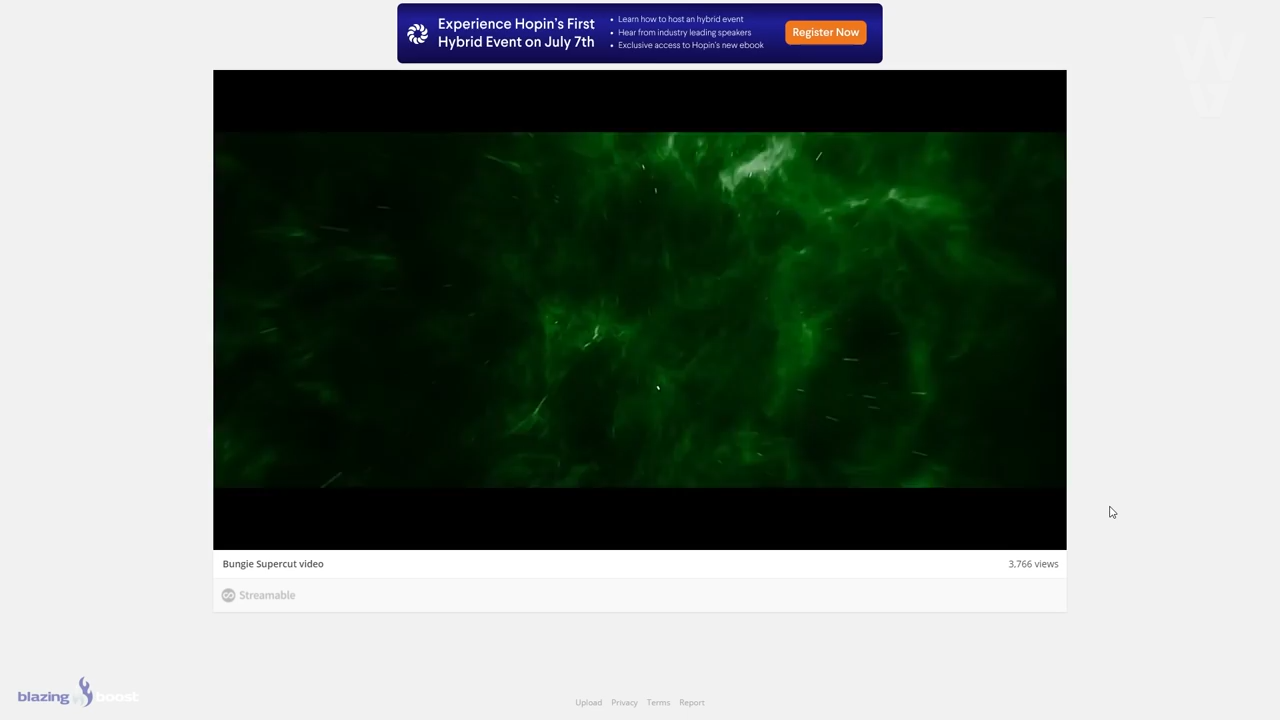 Experience Hopin's First
Hybrid Event on July 7th
• Learn how to host an hybrid event
• Hear from industry leading speakers
• Exclusive access to Hopin's new ebook
Register Now
Bungie Supercut video
3,766 views
Streamable
blazing boost
Upload Privacy Terms Report